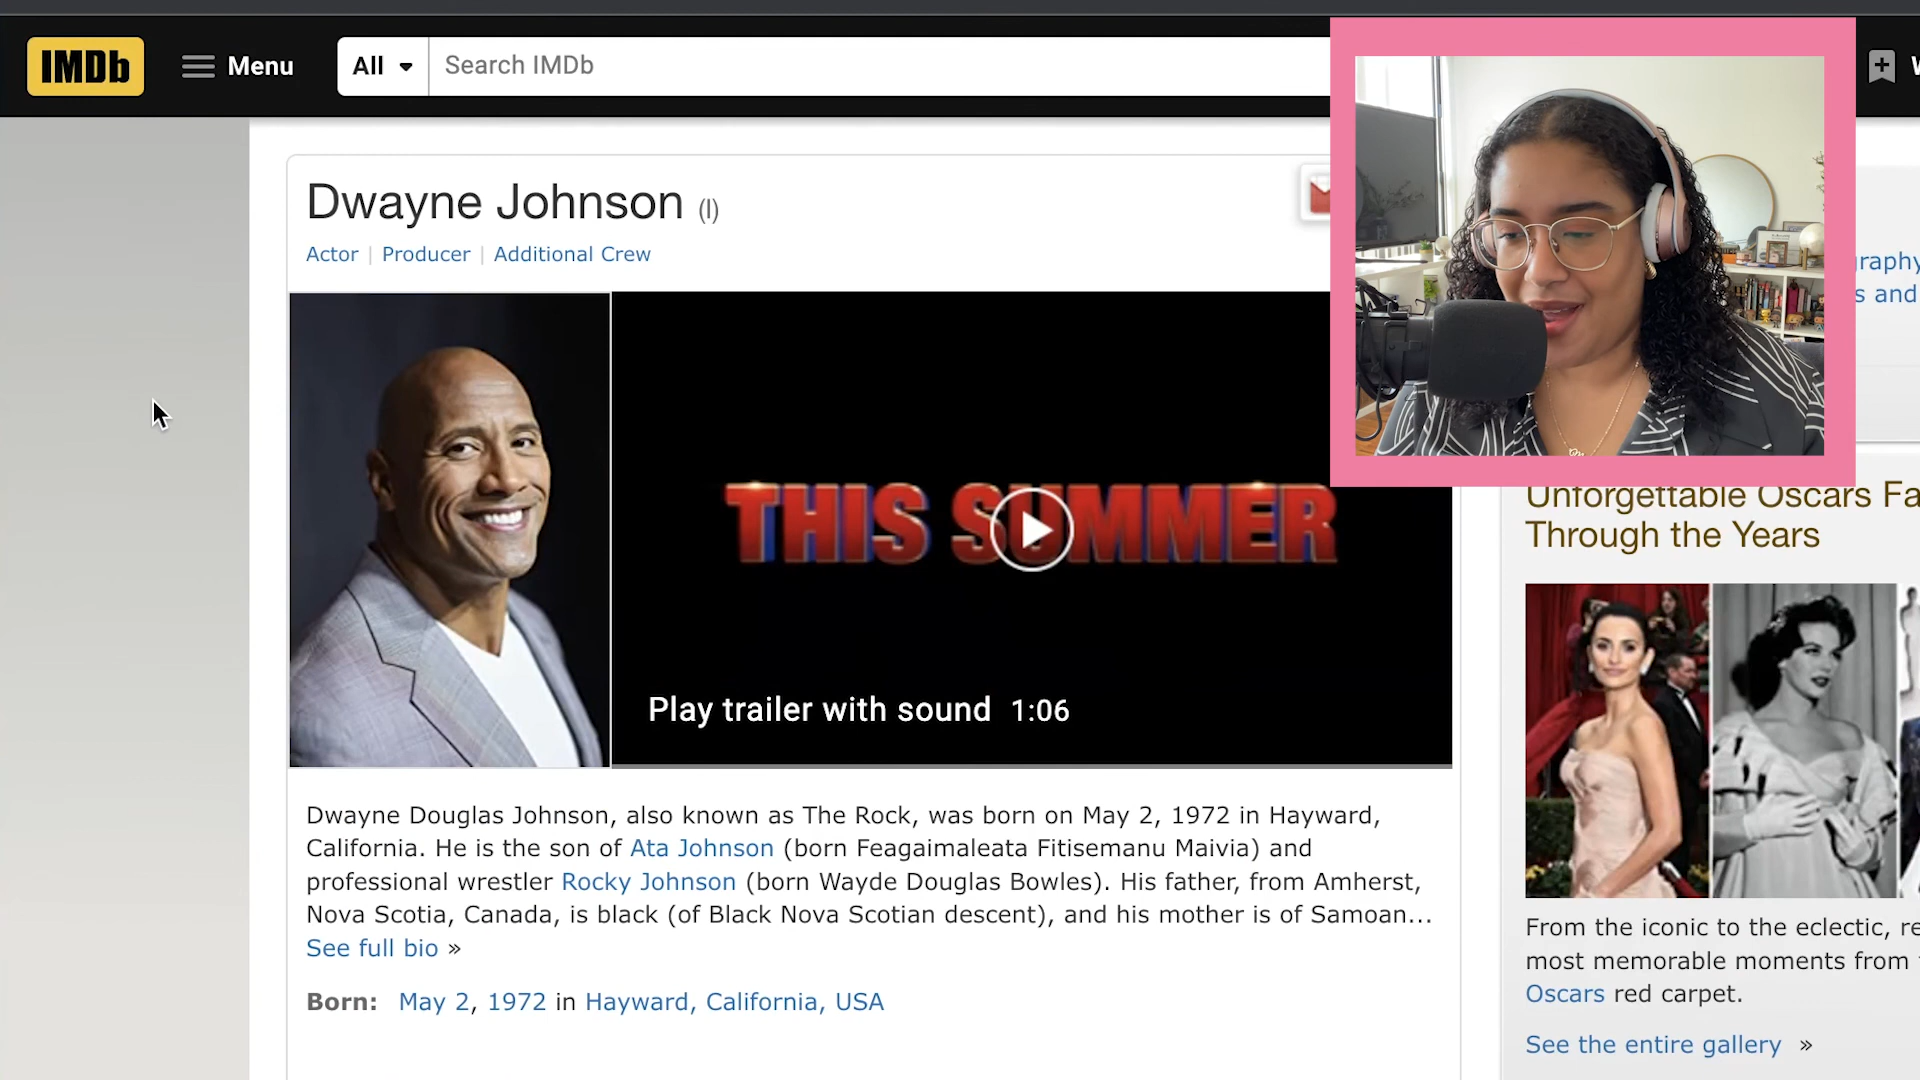 IMDb
Menu
All
Search IMDb
Dwayne Johnson (I)
Actor | Producer | Additional Crew
THIS SUMMER
Play trailer with sound 1:06
Dwayne Douglas Johnson, also known as The Rock, was born on May 2, 1972 in Hayward,
California. He is the son of Ata Johnson (born Feagaimaleata Fitisemanu Maivia) and
professional wrestler Rocky Johnson (born Wayde Douglas Bowles). His father, from Amherst,
Nova Scotia, Canada, is black (of Black Nova Scotian descent), and his mother is of Samoan...
See full bio »
Born: May 2, 1972 in Hayward, California, USA
s and
Unforgettable Oscars Fa
Through the Years
From the iconic to the eclectic, re
most memorable moments from
Oscars red carpet.
See the entire gallery »